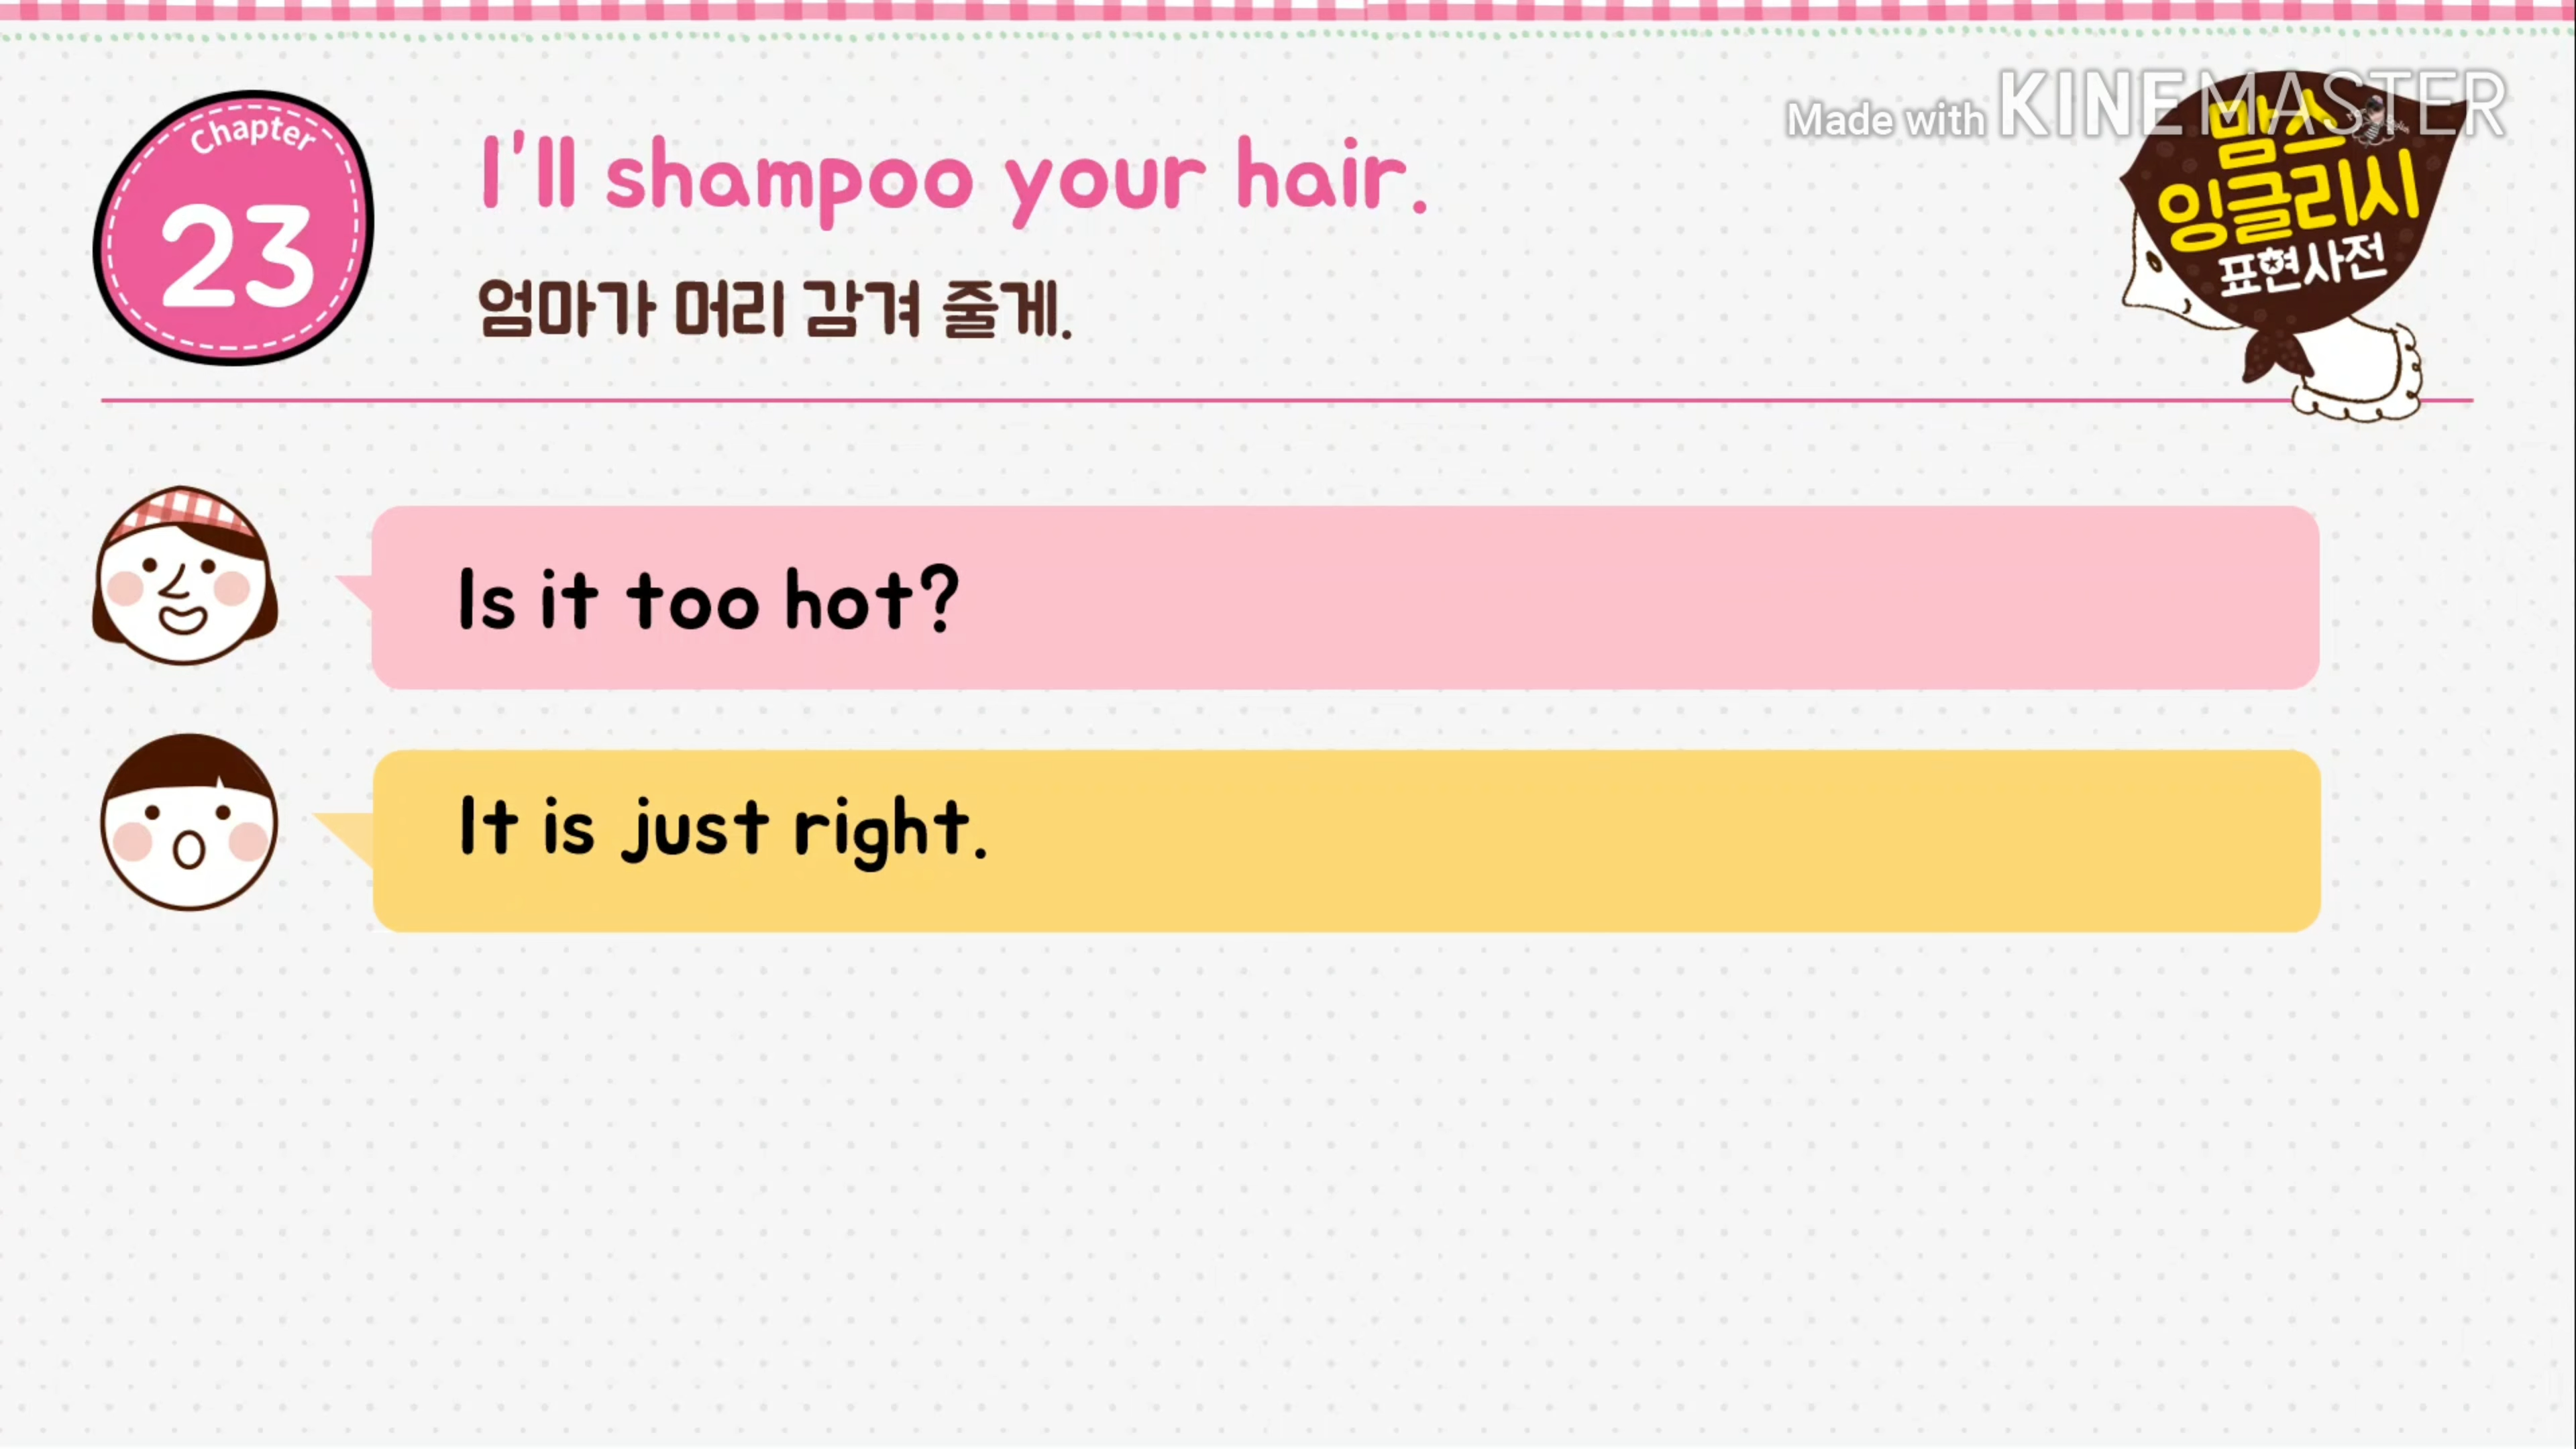 Chapter
23
I'll shampoo your hair.
엄마가 머리 감겨 줄게.
Made with KINEMASTER
맘스
잉글리시
표현사전
Is it too hot?
It is just right.